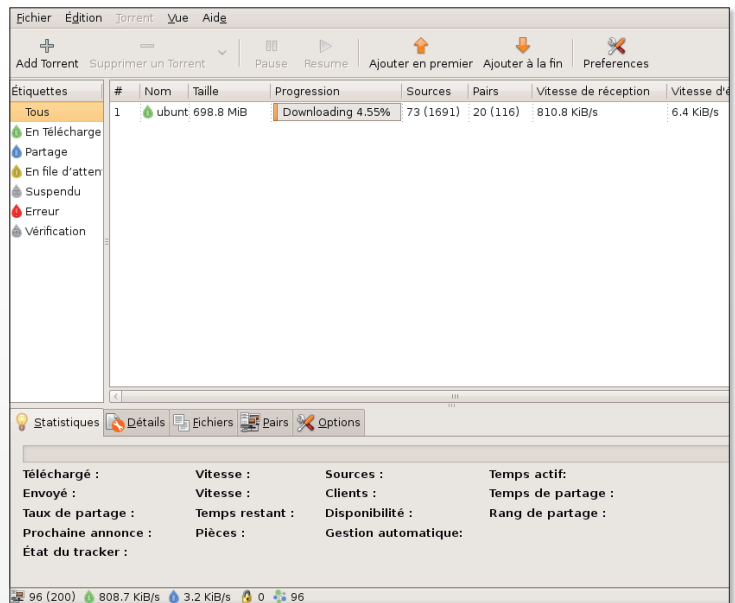 Fichier Édition Torrent Vue Aide
Add Torrent Supprimer un Torrent Pause Resume Ajouter en premier Ajouter à la fin Preferences
Étiquettes # Nom Taille Progression Sources Pairs Vitesse de réception Vitesse d'é
Tous 1 ubunt 698.8 MiB Downloading 4.55% 73 (1691) 20 (116) 810.8 KiB/s 6.4 KiB/s
En Télécharge
Partage
En file d'atten
Suspendu
Erreur
Vérification
Statistiques Détails Fichiers Pairs Options
Téléchargé : Vitesse : Sources : Temps actif:
Envoyé : Vitesse : Clients : Temps de partage :
Taux de partage : Temps restant : Disponibilité : Rang de partage :
Prochaine annonce : Pièces : Gestion automatique:
État du tracker :
96 (200) 808.7 KiB/s 3.2 KiB/s 0 96